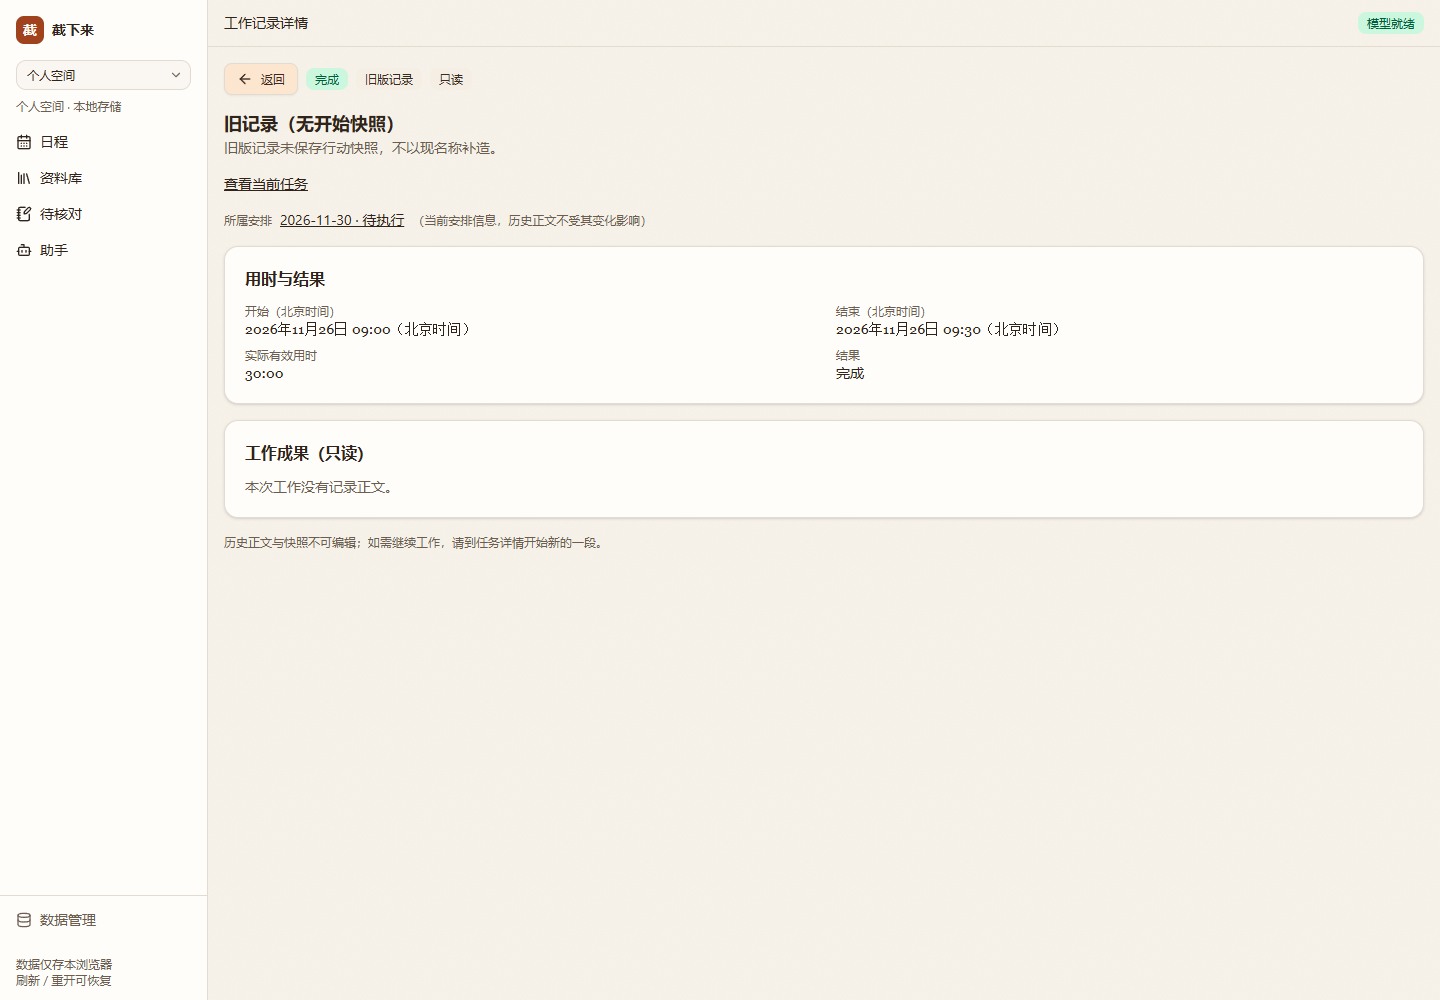 截 截下来
个人空间
个人空间 · 本地存储
日程
资料库
待核对
助手
数据管理
数据仅存本浏览器
刷新 / 重开可恢复
工作记录详情
模型就绪
返回 完成 旧版记录 只读
旧记录（无开始快照）
旧版记录未保存行动快照，不以现名称补造。
查看当前任务
所属安排 2026-11-30 · 待执行 （当前安排信息，历史正文不受其变化影响）
用时与结果
开始（北京时间）
2026年11月26日 09:00（北京时间）
结束（北京时间）
2026年11月26日 09:30（北京时间）
实际有效用时
30:00
结果
完成
工作成果（只读）
本次工作没有记录正文。
历史正文与快照不可编辑；如需继续工作，请到任务详情开始新的一段。